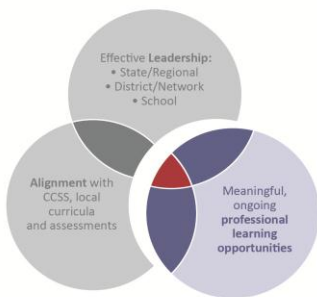 Effective Leadership:
• State/Regional
• District/Network
• School
Alignment with
CCSS, local
curricula
and assessments
Meaningful,
ongoing
professional
learning
opportunities